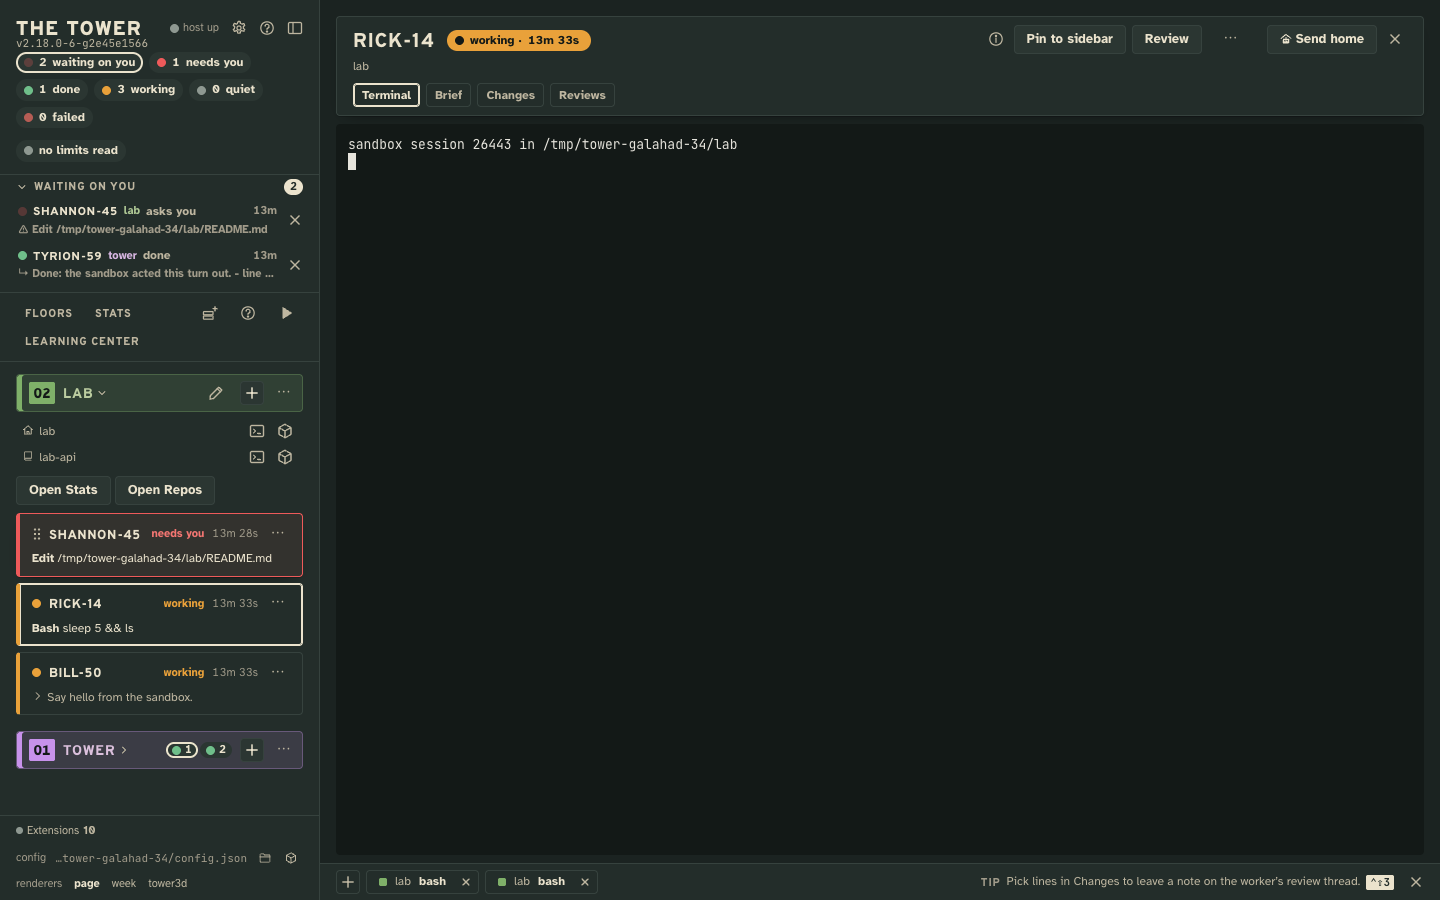 THE TOWER
host up
v2.18.0-6-g2e45e1566
2 waiting on you
1 needs you
1 done
3 working
0 quiet
0 failed
no limits read
WAITING ON YOU
2
SHANNON-45 lab asks you 13m
Edit /tmp/tower-galahad-34/lab/README.md
TYRION-59 tower done 13m
Done: the sandbox acted this turn out. - line ...
FLOORS
STATS
LEARNING CENTER
02 LAB
lab
lab-api
Open Stats
Open Repos
SHANNON-45 needs you 13m 28s
Edit /tmp/tower-galahad-34/lab/README.md
RICK-14 working 13m 33s
Bash sleep 5 && ls
BILL-50 working 13m 33s
Say hello from the sandbox.
01 TOWER 1 2
Extensions 10
config …tower-galahad-34/config.json
renderers page week tower3d
RICK-14 working · 13m 33s
Pin to sidebar
Review
Send home
lab
Terminal
Brief
Changes
Reviews
sandbox session 26443 in /tmp/tower-galahad-34/lab
lab bash
lab bash
TIP Pick lines in Changes to leave a note on the worker's review thread. ^⇧3